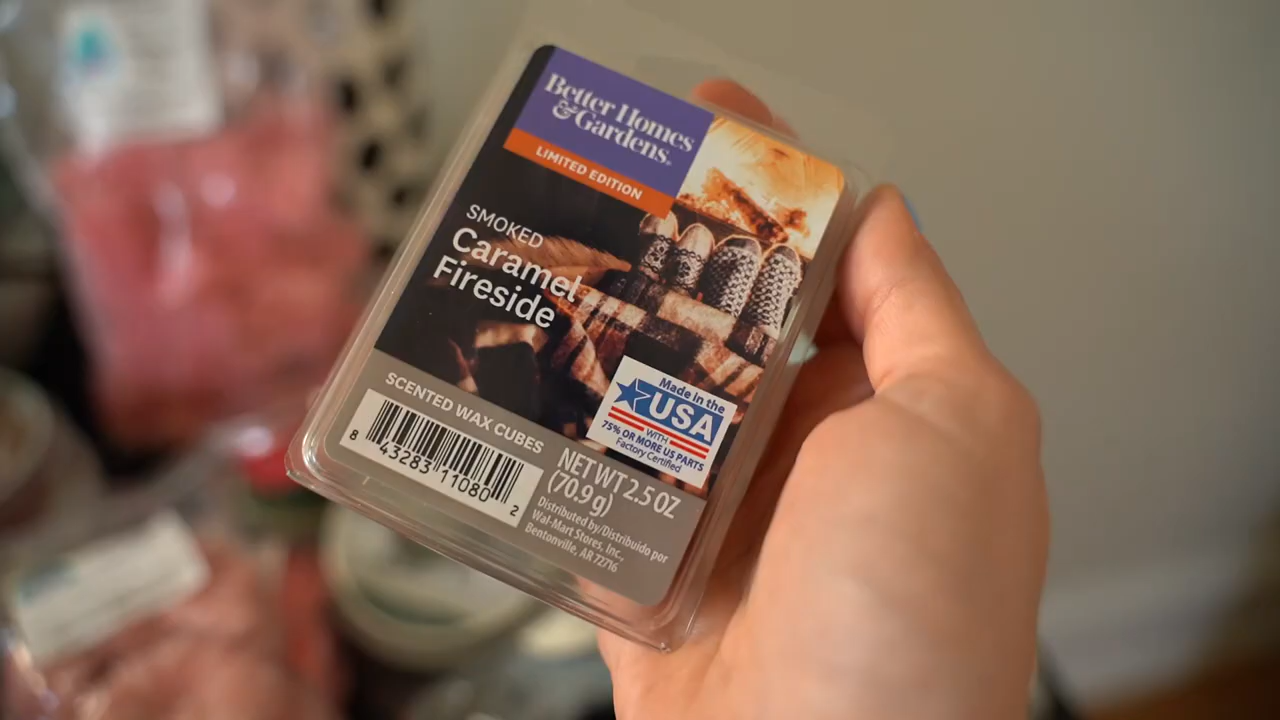 Better Homes
& Gardens.
LIMITED EDITION
SMOKED
Caramel
Fireside
Made in the
USA
WITH
75% OR MORE US PARTS
Factory Certified
SCENTED WAX CUBES
8 43283 11080 2
NET WT 2.5 OZ
(70.9 g)
Distributed by/Distribuido por
Wal-Mart Stores, Inc.,
Bentonville, AR 72716